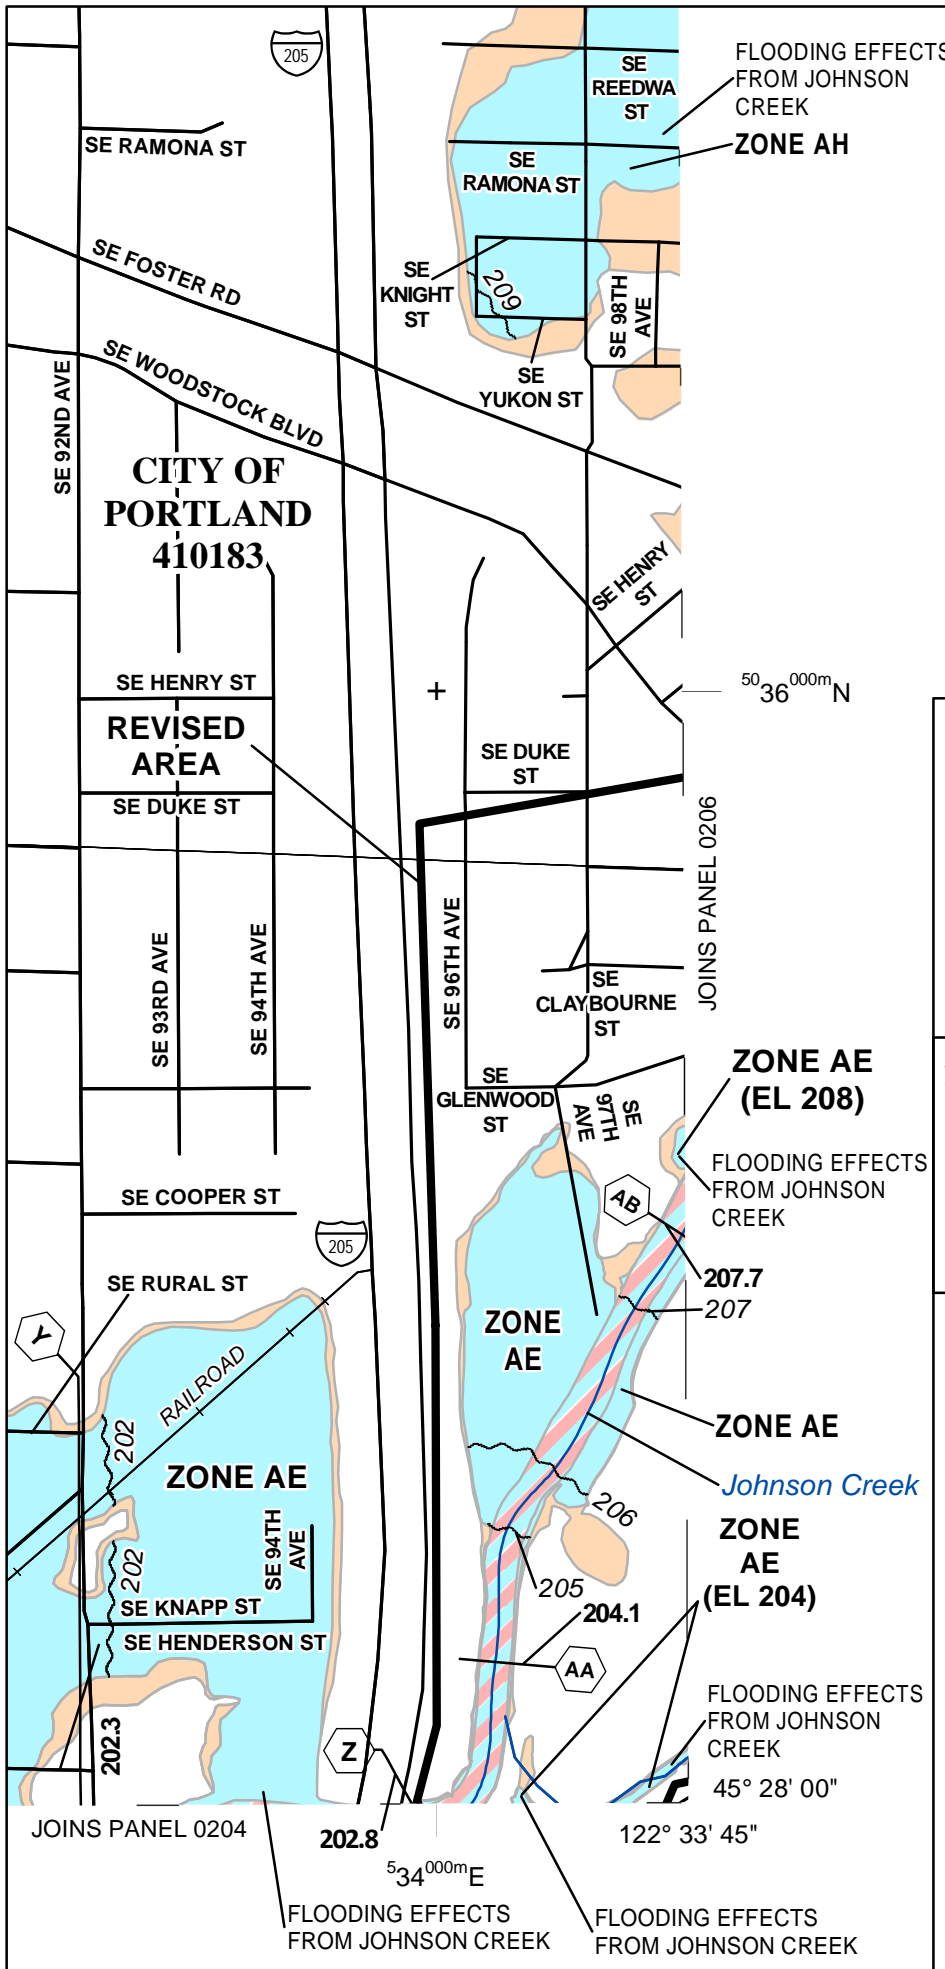 205
SE
REEDWA
ST
FLOODING EFFECTS
FROM JOHNSON
CREEK
ZONE AH
SE RAMONA ST
SE
RAMONA ST
SE FOSTER RD
SE
KNIGHT
ST
209
SE 98TH
AVE
SE
YUKON ST
SE WOODSTOCK BLVD
SE 92ND AVE
CITY OF
PORTLAND
410183
SE HENRY
ST
SE HENRY ST
5036000mN
REVISED
AREA
SE DUKE
ST
SE DUKE ST
JOINS PANEL 0206
SE 93RD AVE
SE 94TH AVE
SE 96TH AVE
SE
CLAYBOURNE
ST
ZONE AE
(EL 208)
SE
GLENWOOD
ST
SE
97TH
AVE
FLOODING EFFECTS
FROM JOHNSON
CREEK
SE COOPER ST
AB
205
207.7
207
SE RURAL ST
Y
ZONE
AE
RAILROAD
202
ZONE AE
ZONE AE
Johnson Creek
206
SE 94TH
AVE
ZONE
AE
(EL 204)
202
205
204.1
SE KNAPP ST
SE HENDERSON ST
AA
202.3
Z
FLOODING EFFECTS
FROM JOHNSON
CREEK
45° 28' 00"
JOINS PANEL 0204
202.8
122° 33' 45"
534000mE
FLOODING EFFECTS
FROM JOHNSON CREEK
FLOODING EFFECTS
FROM JOHNSON CREEK